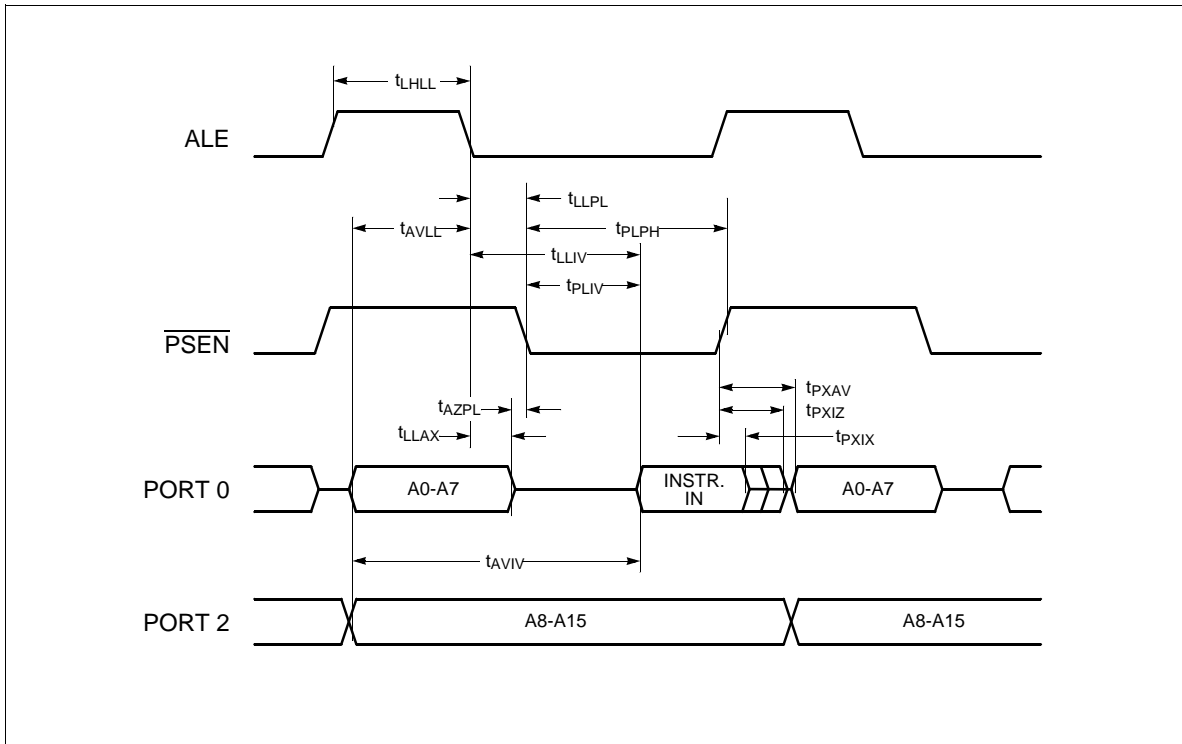 tLHLL
ALE
tLLPL
tAVLL
tPLPH
tLLIV
tPLIV
PSEN
tPXAV
tAZPL
tPXIZ
tLLAX
tPXIX
PORT 0
A0-A7
INSTR.
IN
A0-A7
tAVIV
PORT 2
A8-A15
A8-A15